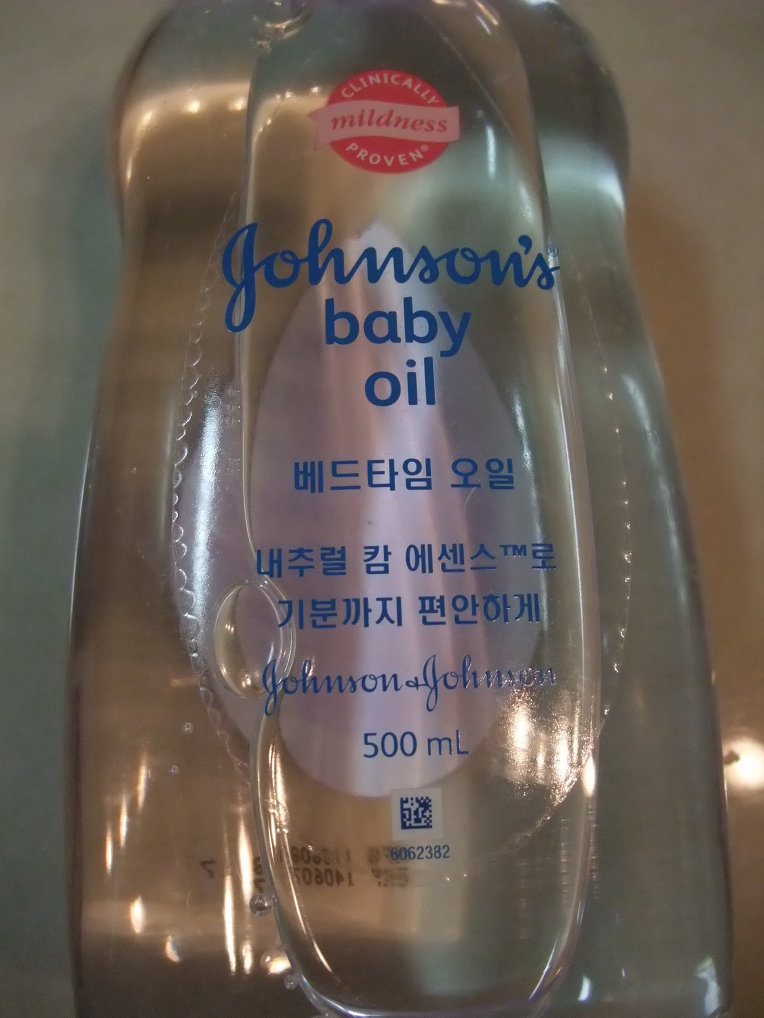 CLINICALLY
mildness
PROVEN®
Johnson's®
baby
oil
베드타임 오일
내추럴 캄 에센스™로
기분까지 편안하게
Johnson & Johnson
500 mL
6062382